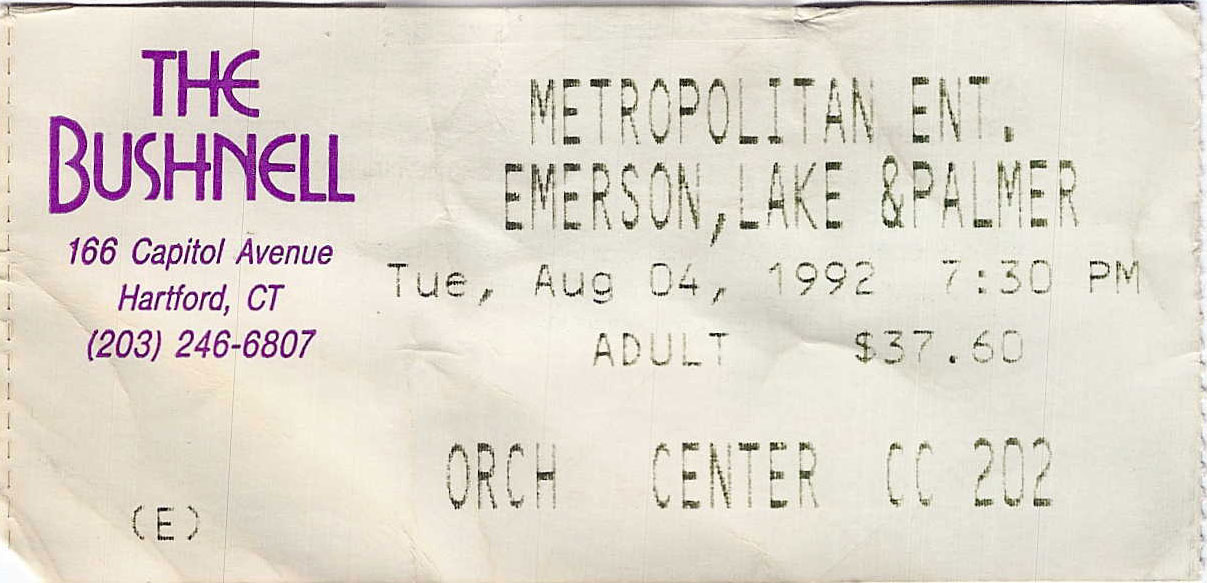 THE
BUSHNELL
166 Capitol Avenue
Hartford, CT
(203) 246-6807
(E)
METROPOLITAN ENT.
EMERSON, LAKE &PALMER
Tue, Aug 04, 1992 7:30 PM
ADULT $37.60
ORCH CENTER CC 202